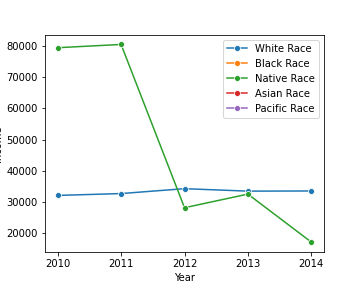 80000
70000
60000
50000
40000
30000
20000
White Race
Black Race
Native Race
Asian Race
Pacific Race
2010 2011 2012 2013 2014
Year